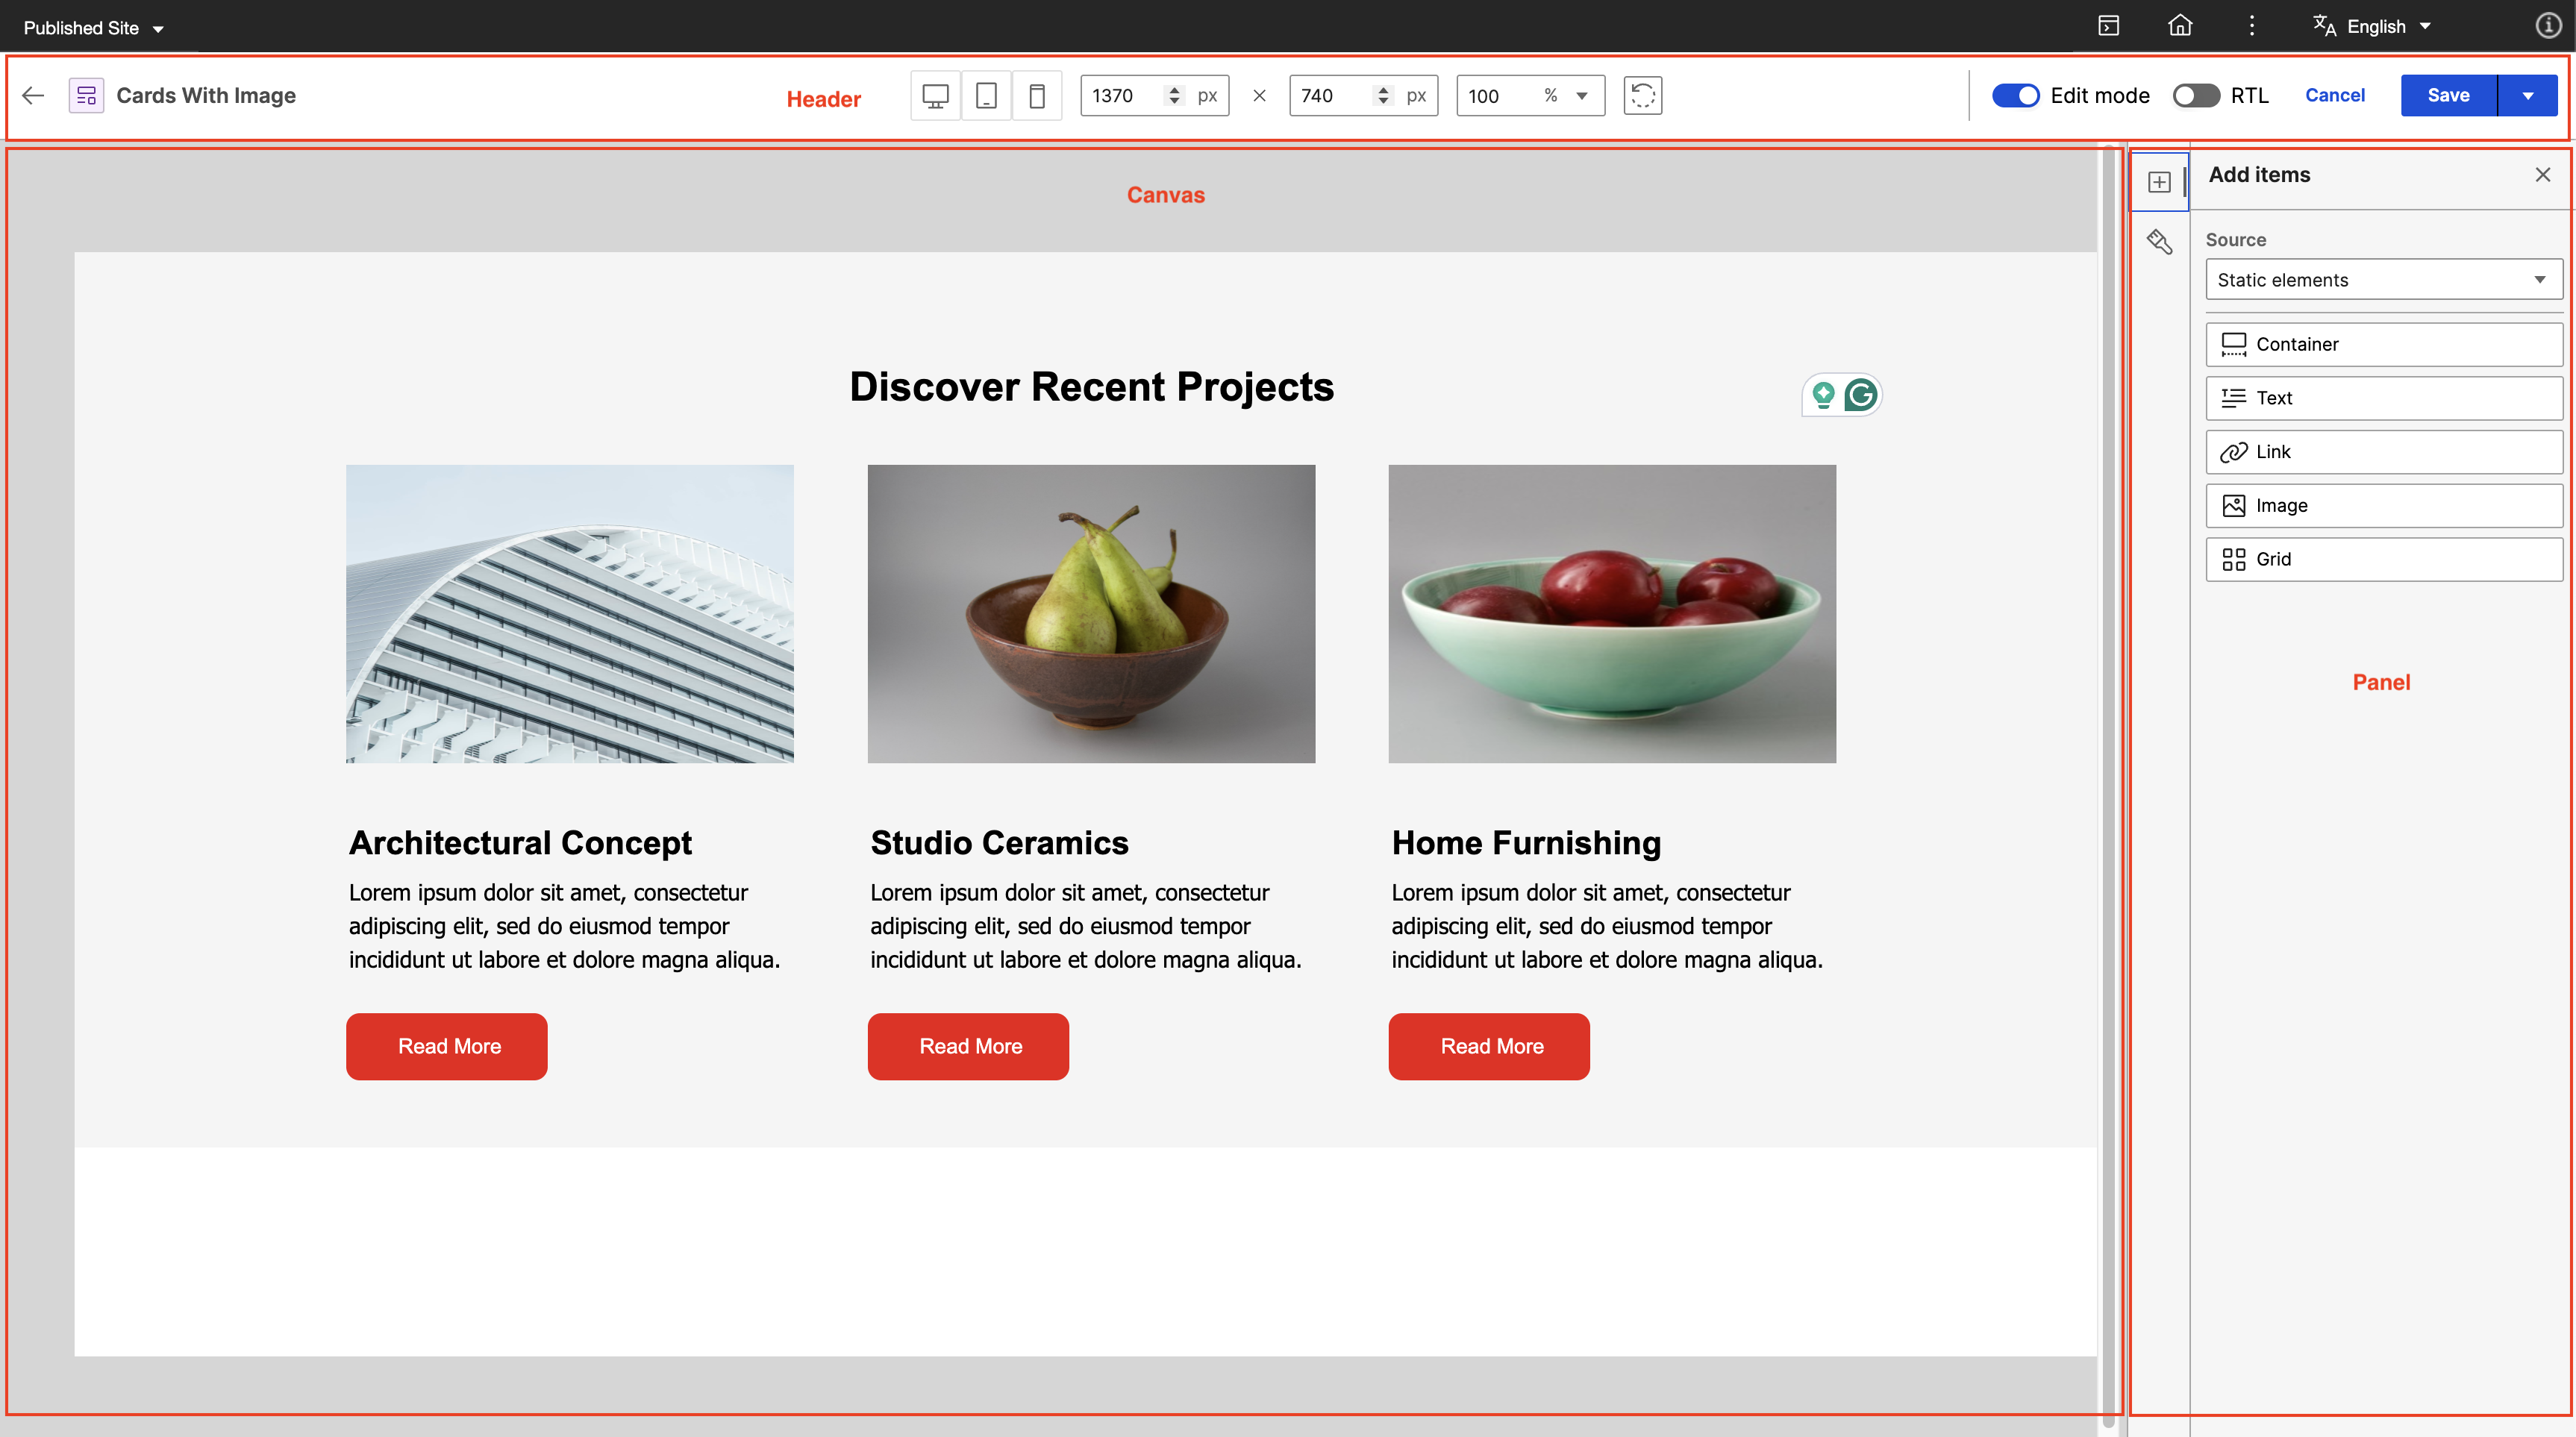 Published Site
English
Cards With Image
Header
1370 px
740 px
100 %
Edit mode
RTL
Cancel
Save
Canvas
Discover Recent Projects
Architectural Concept
Lorem ipsum dolor sit amet, consectetur
adipiscing elit, sed do eiusmod tempor
incididunt ut labore et dolore magna aliqua.
Read More
Studio Ceramics
Lorem ipsum dolor sit amet, consectetur
adipiscing elit, sed do eiusmod tempor
incididunt ut labore et dolore magna aliqua.
Read More
Home Furnishing
Lorem ipsum dolor sit amet, consectetur
adipiscing elit, sed do eiusmod tempor
incididunt ut labore et dolore magna aliqua.
Read More
Add items
Source
Static elements
Container
Text
Link
Image
Grid
Panel